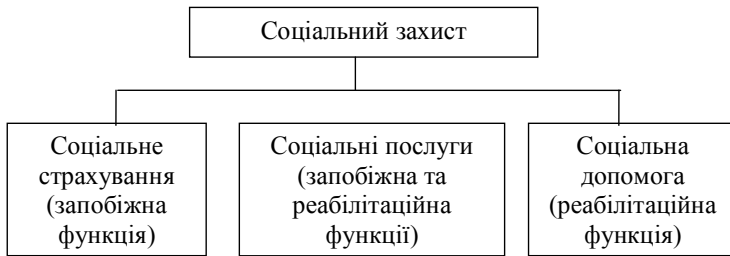 Соціальний захист
Соціальне
страхування
(запобіжна
функція)
Соціальні послуги
(запобіжна та
реабілітаційна
функції)
Соціальна
допомога
(реабілітаційна
функція)